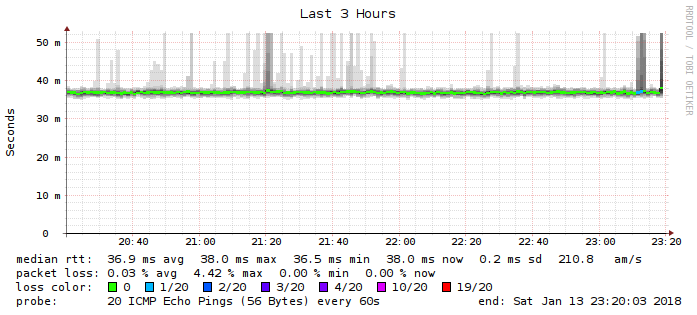 Last 3 Hours
RRDTOOL / TOBI OETIKER
Seconds
50 m
40 m
30 m
20 m
10 m
0
20:40 21:00 21:20 21:40 22:00 22:20 22:40 23:00 23:20
median rtt: 36.9 ms avg 38.0 ms max 36.5 ms min 38.0 ms now 0.2 ms sd 210.8 am/s
packet loss: 0.03 % avg 4.42 % max 0.00 % min 0.00 % now
loss color: 0 1/20 2/20 3/20 4/20 10/20 19/20
probe: 20 ICMP Echo Pings (56 Bytes) every 60s end: Sat Jan 13 23:20:03 2018